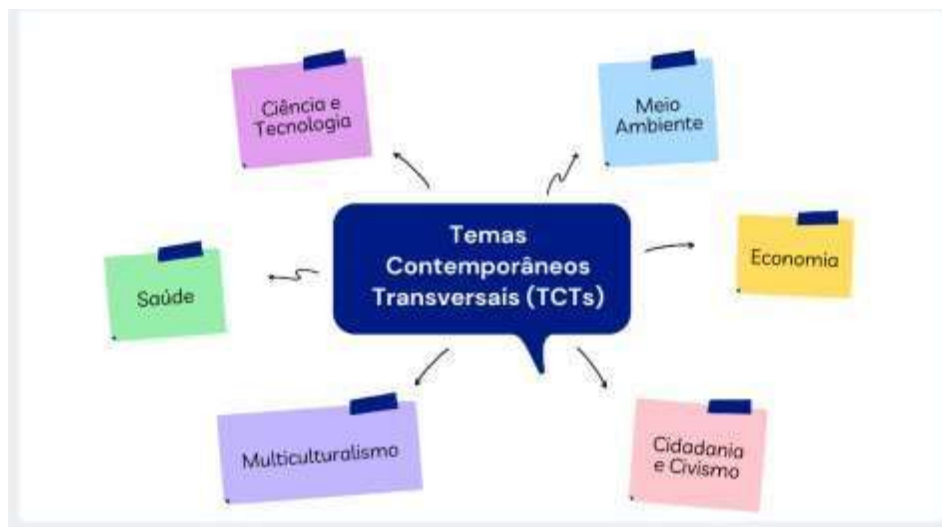 Ciência e
Tecnologia
Meio
Ambiente
Temas
Contemporâneos
Transversais (TCTs)
Economia
Saúde
Multiculturalismo
Cidadania
e Civismo